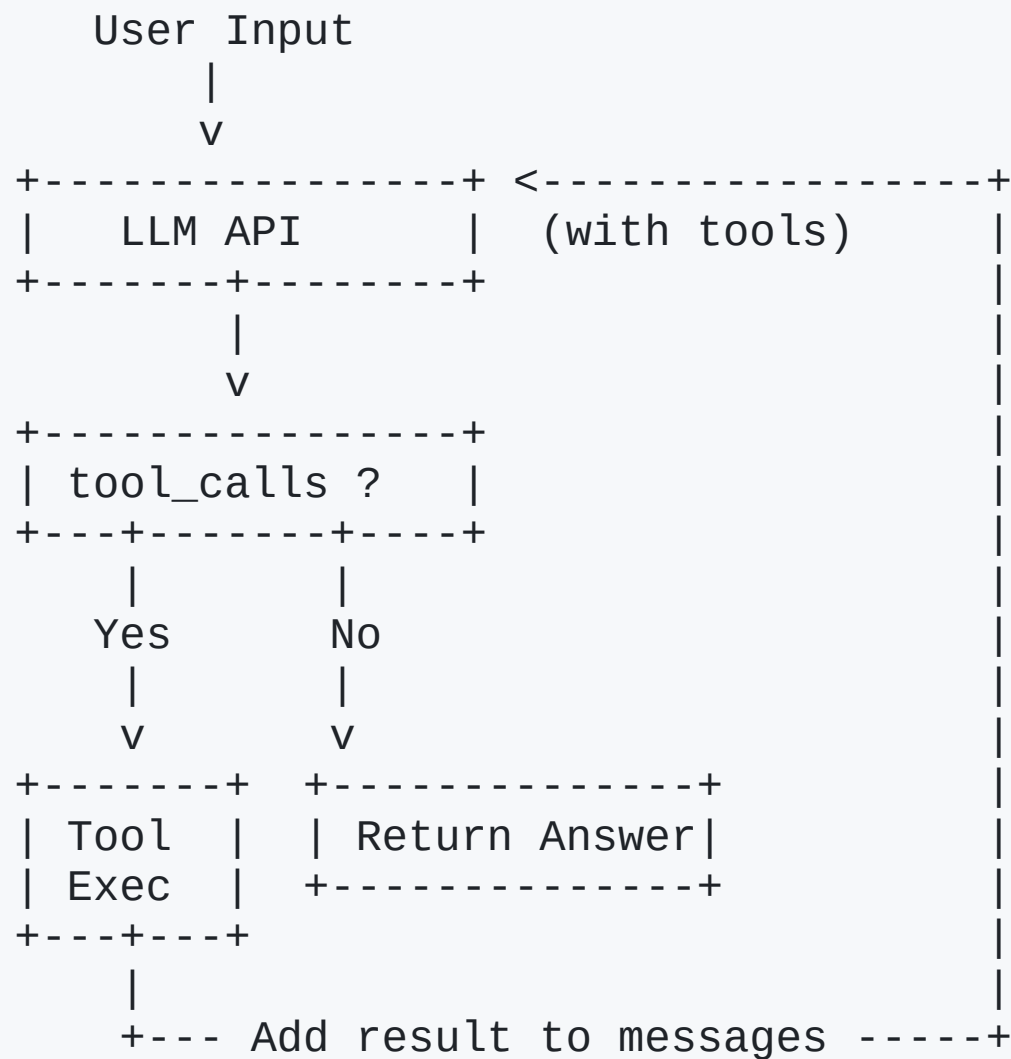 User Input
|
v
+----------------+ <-----------------+
|   LLM API      |  (with tools)     |
+-------+--------+                   |
        |                            |
        v                            |
+----------------+                   |
| tool_calls ?   |                   |
+---+-------+----+                   |
    |       |                        |
   Yes      No                       |
    |       |                        |
    v       v                        |
+-------+  +--------------+          |
| Tool  |  | Return Answer|          |
| Exec  |  +--------------+          |
+---+---+                            |
    |                                |
    +--- Add result to messages -----+